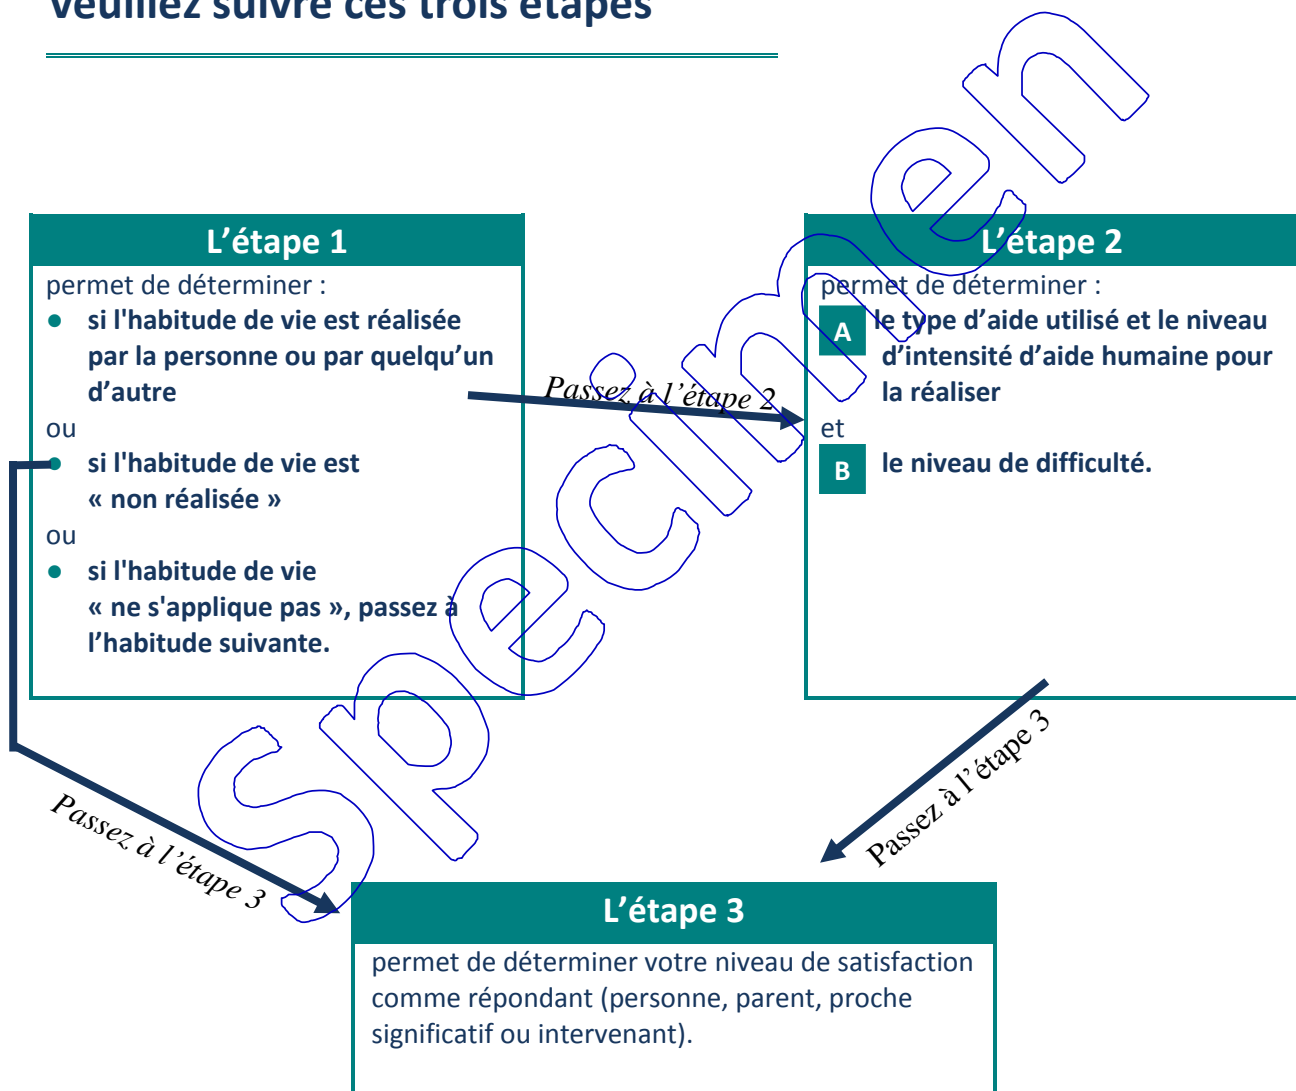 Veuillez suivre ces trois étapes
L’étape 1
permet de déterminer :
● si l'habitude de vie est réalisée
par la personne ou par quelqu’un
d’autre
ou
● si l'habitude de vie est
« non réalisée »
ou
● si l'habitude de vie
« ne s'applique pas », passez à
l’habitude suivante.
Passez à l’étape 2
L’étape 2
permet de déterminer :
A le type d’aide utilisé et le niveau
d’intensité d’aide humaine pour
la réaliser
et
B le niveau de difficulté.
Passez à l’étape 3
Passez à l’étape 3
L’étape 3
permet de déterminer votre niveau de satisfaction
comme répondant (personne, parent, proche
significatif ou intervenant).
Specimen